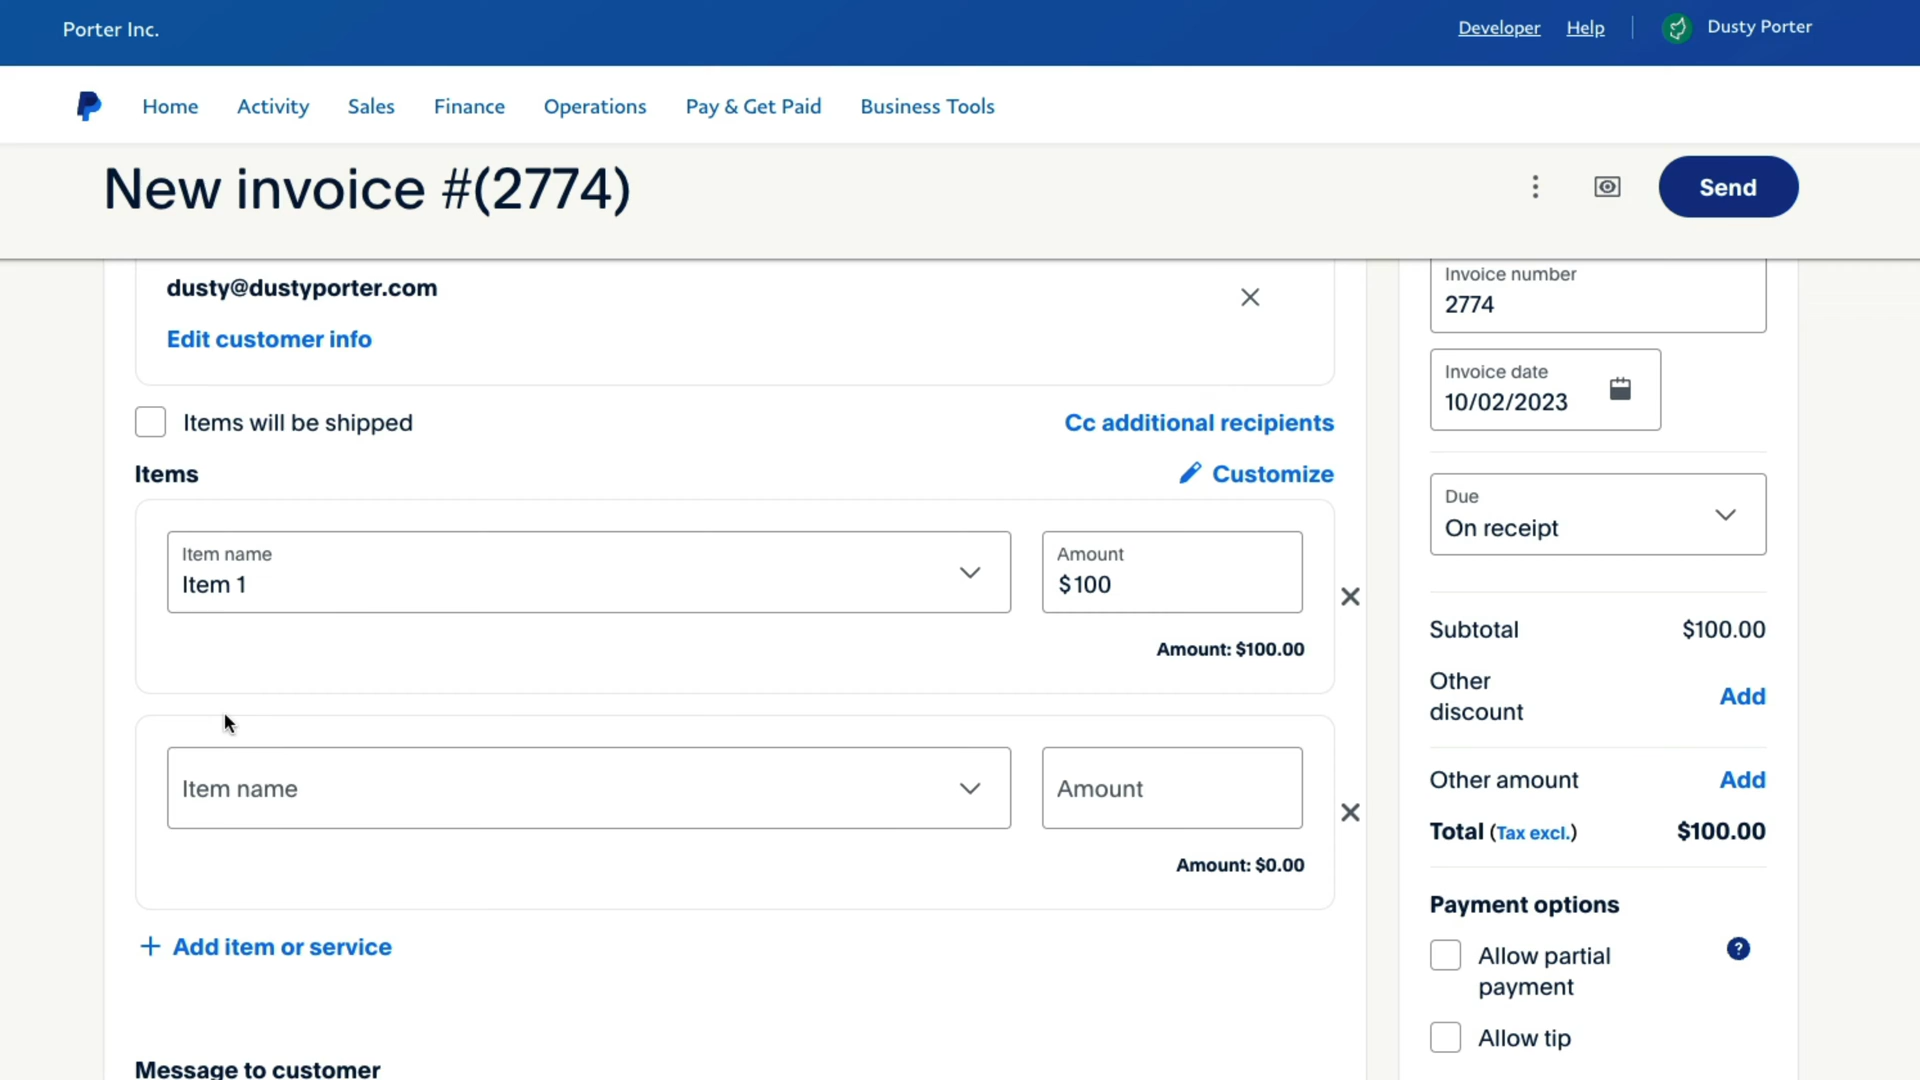 Porter Inc.
Developer Help Dusty Porter
Home Activity Sales Finance Operations Pay & Get Paid Business Tools
New invoice #(2774)
Send
dusty@dustyporter.com
Edit customer info
Items will be shipped
Cc additional recipients
Items
Customize
Item name
Item 1
Amount
$100
Amount: $100.00
Item name
Amount
Amount: $0.00
+ Add item or service
Message to customer
Invoice number
2774
Invoice date
10/02/2023
Due
On receipt
Subtotal $100.00
Other
discount
Add
Other amount Add
Total (Tax excl.) $100.00
Payment options
Allow partial
payment
?
Allow tip